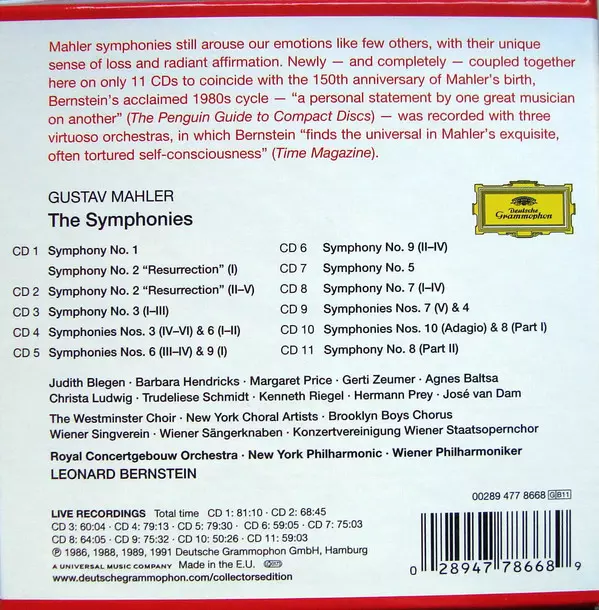 Mahler symphonies still arouse our emotions like few others, with their unique
sense of loss and radiant affirmation. Newly — and completely — coupled together
here on only 11 CDs to coincide with the 150th anniversary of Mahler's birth,
Bernstein's acclaimed 1980s cycle — “a personal statement by one great musician
on another” (The Penguin Guide to Compact Discs) — was recorded with three
virtuoso orchestras, in which Bernstein “finds the universal in Mahler's exquisite,
often tortured self-consciousness” (Time Magazine).
GUSTAV MAHLER
The Symphonies
Deutsche
Grammophon
CD 1 Symphony No. 1
Symphony No. 2 “Resurrection” (I)
CD 2 Symphony No. 2 “Resurrection” (II–V)
CD 3 Symphony No. 3 (I–III)
CD 4 Symphonies Nos. 3 (IV–VI) & 6 (I–II)
CD 5 Symphonies Nos. 6 (III–IV) & 9 (I)
CD 6 Symphony No. 9 (II–IV)
CD 7 Symphony No. 5
CD 8 Symphony No. 7 (I–IV)
CD 9 Symphonies Nos. 7 (V) & 4
CD 10 Symphonies Nos. 10 (Adagio) & 8 (Part I)
CD 11 Symphony No. 8 (Part II)
Judith Blegen · Barbara Hendricks · Margaret Price · Gerti Zeumer · Agnes Baltsa
Christa Ludwig · Trudeliese Schmidt · Kenneth Riegel · Hermann Prey · José van Dam
The Westminster Choir · New York Choral Artists · Brooklyn Boys Chorus
Wiener Singverein · Wiener Sängerknaben · Konzertvereinigung Wiener Staatsopernchor
Royal Concertgebouw Orchestra · New York Philharmonic · Wiener Philharmoniker
LEONARD BERNSTEIN
00289 477 8668 GB11
LIVE RECORDINGS Total time CD 1: 81:10 · CD 2: 68:45
CD 3: 60:04 · CD 4: 79:13 · CD 5: 79:30 · CD 6: 59:05 · CD 7: 75:03
CD 8: 64:05 · CD 9: 75:32 · CD 10: 50:26 · CD 11: 59:03
℗ 1986, 1988, 1989, 1991 Deutsche Grammophon GmbH, Hamburg
A UNIVERSAL MUSIC COMPANY Made in the E.U.
www.deutschegrammophon.com/collectorsedition
0 28947 78668 9